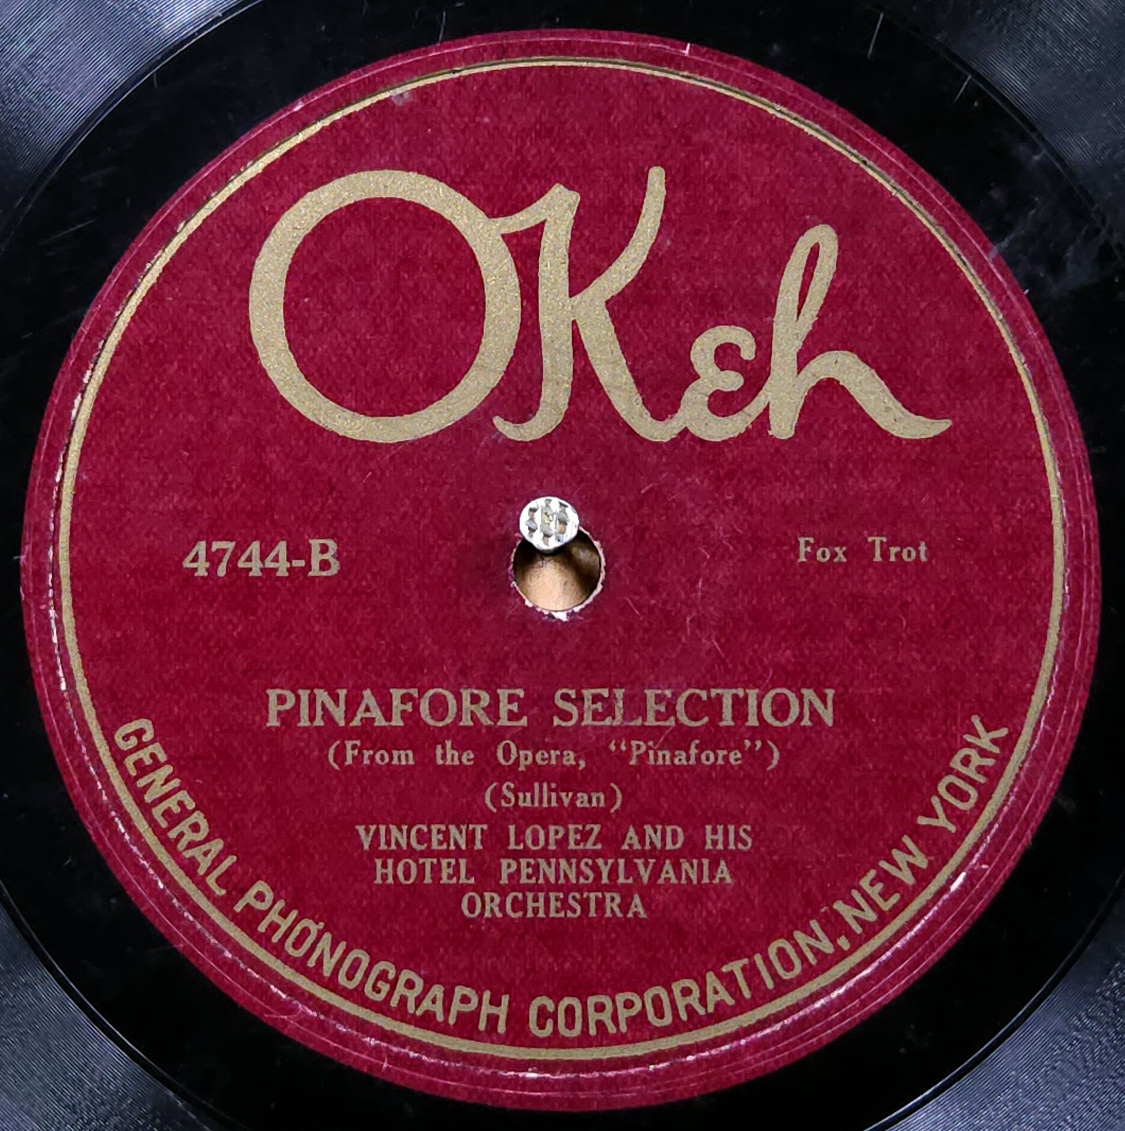 OKeh
4744-B
Fox Trot
PINAFORE SELECTION
(From the Opera, “Pinafore”)
(Sullivan)
VINCENT LOPEZ AND HIS
HOTEL PENNSYLVANIA
ORCHESTRA
GENERAL PHONOGRAPH CORPORATION, NEW YORK